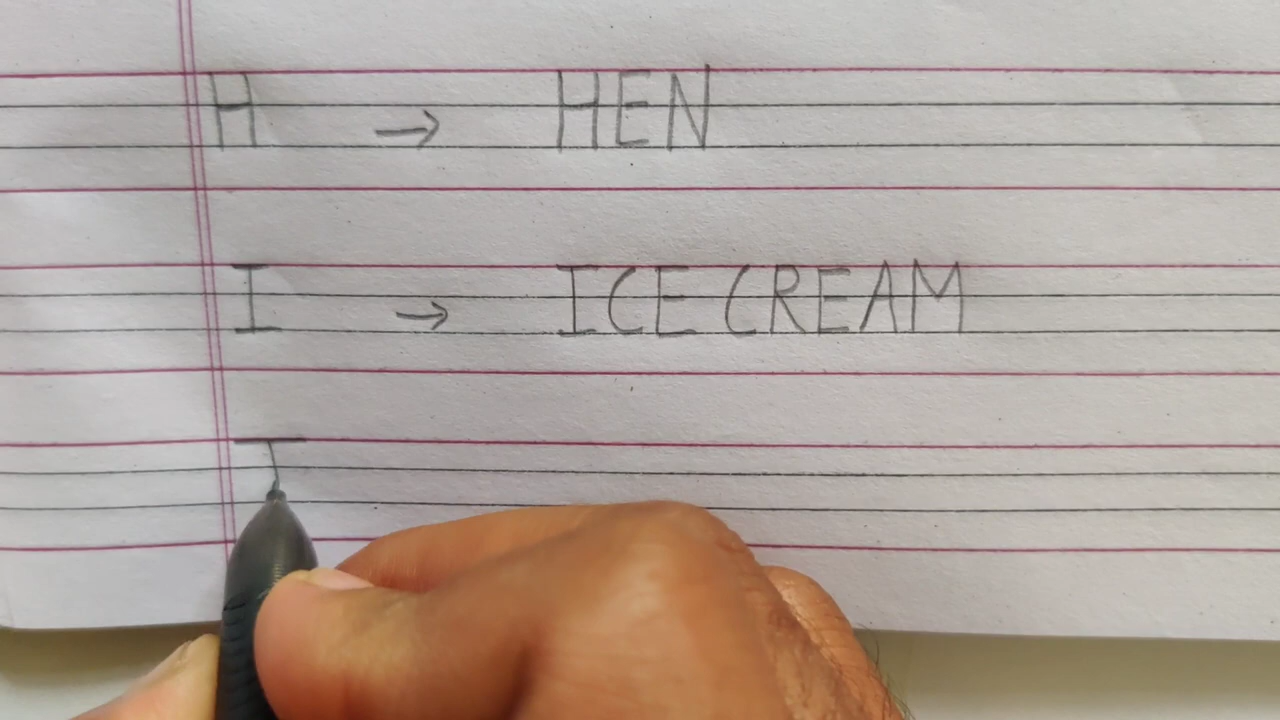 H → HEN
I → ICE CREAM